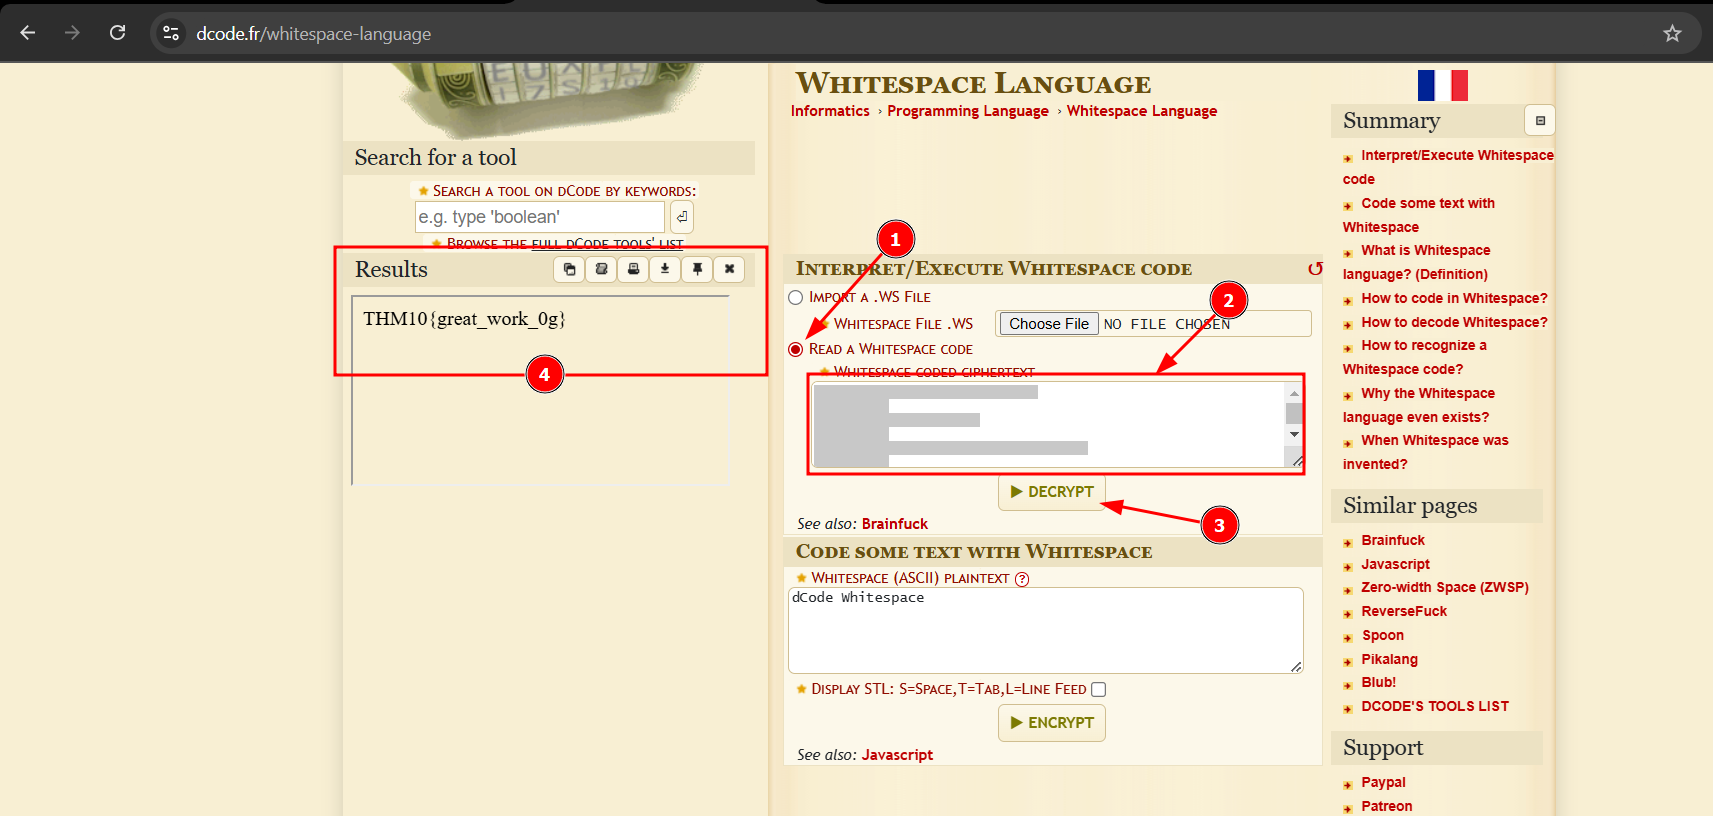 dcode.fr/whitespace-language
Search for a tool
Search a tool on dCode by keywords:
e.g. type 'boolean'
Browse the full dCode tools' list
Results
THM10{great_work_0g}
4
Whitespace Language
Informatics › Programming Language › Whitespace Language
1
Interpret/Execute Whitespace code
2
Import a .WS File
Whitespace File .WS Choose File No file chosen
Read a Whitespace code
Whitespace coded ciphertext
▶ DECRYPT
3
See also: Brainfuck
Code some text with Whitespace
Whitespace (ASCII) plaintext ?
dCode Whitespace
Display STL: S=Space,T=Tab,L=Line Feed
▶ ENCRYPT
See also: Javascript
Summary
Interpret/Execute Whitespace
code
Code some text with
Whitespace
What is Whitespace
language? (Definition)
How to code in Whitespace?
How to decode Whitespace?
How to recognize a
Whitespace code?
Why the Whitespace
language even exists?
When Whitespace was
invented?
Similar pages
Brainfuck
Javascript
Zero-width Space (ZWSP)
ReverseFuck
Spoon
Pikalang
Blub!
DCODE'S TOOLS LIST
Support
Paypal
Patreon